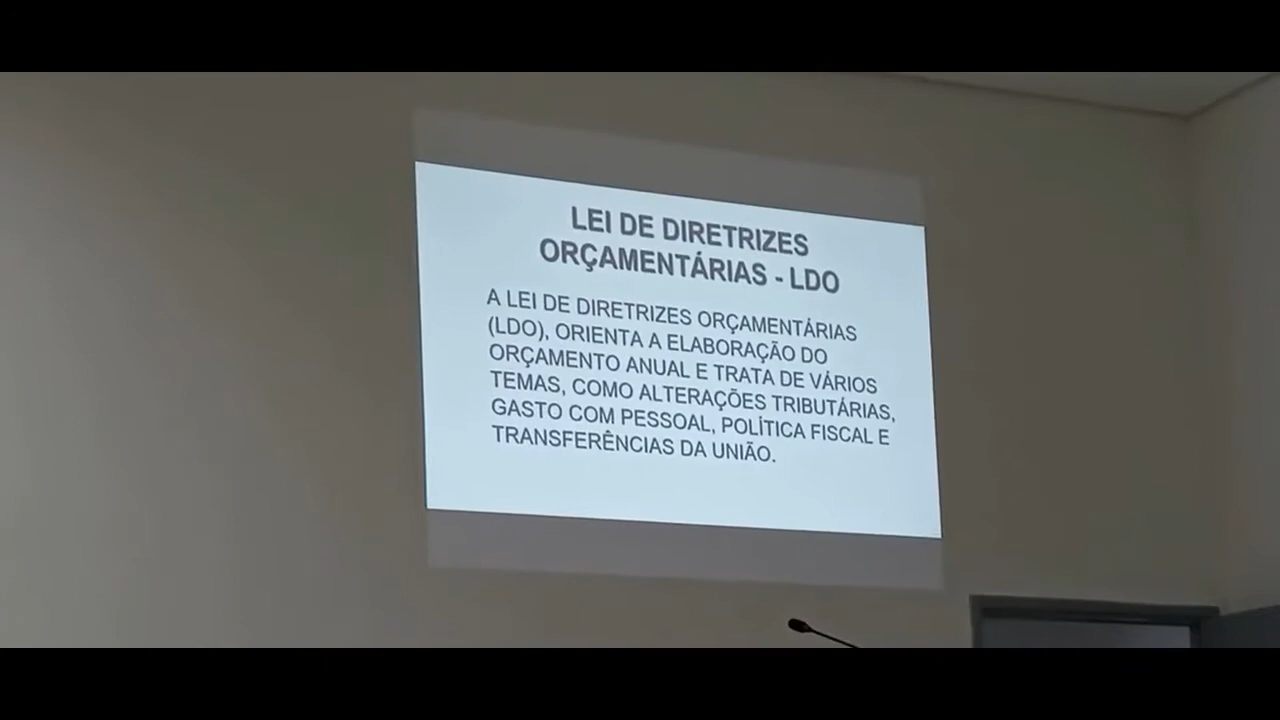 LEI DE DIRETRIZES
ORÇAMENTÁRIAS - LDO
A LEI DE DIRETRIZES ORÇAMENTÁRIAS
(LDO), ORIENTA A ELABORAÇÃO DO
ORÇAMENTO ANUAL E TRATA DE VÁRIOS
TEMAS, COMO ALTERAÇÕES TRIBUTÁRIAS,
GASTO COM PESSOAL, POLÍTICA FISCAL E
TRANSFERÊNCIAS DA UNIÃO.